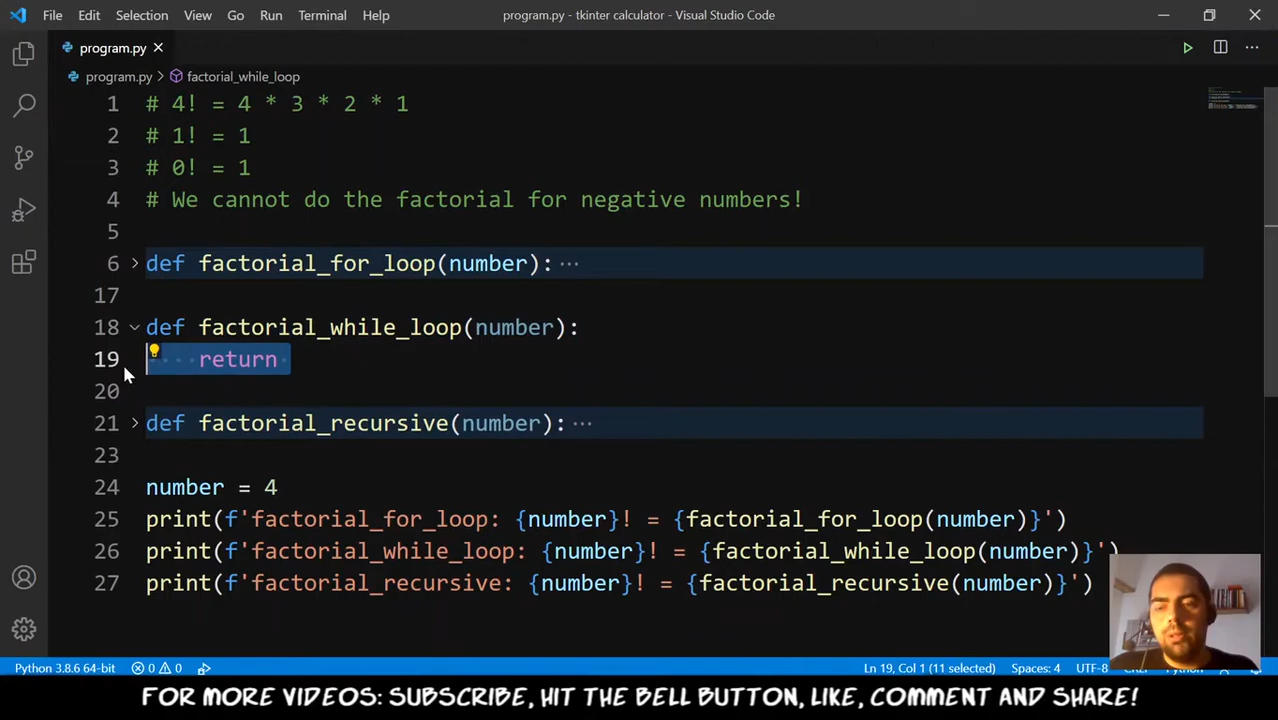 File Edit Selection View Go Run Terminal Help program.py - tkinter calculator - Visual Studio Code
program.py
program.py > factorial_while_loop
1 # 4! = 4 * 3 * 2 * 1
2 # 1! = 1
3 # 0! = 1
4 # We cannot do the factorial for negative numbers!
5
6 def factorial_for_loop(number): ...
17
18 def factorial_while_loop(number):
19 return
20
21 def factorial_recursive(number): ...
23
24 number = 4
25 print(f'factorial_for_loop: {number}! = {factorial_for_loop(number)}')
26 print(f'factorial_while_loop: {number}! = {factorial_while_loop(number)}')
27 print(f'factorial_recursive: {number}! = {factorial_recursive(number)}')
Python 3.8.6 64-bit 0 0 Ln 19, Col 1 (11 selected) Spaces: 4 UTF-8
FOR MORE VIDEOS: SUBSCRIBE, HIT THE BELL BUTTON, LIKE, COMMENT AND SHARE!